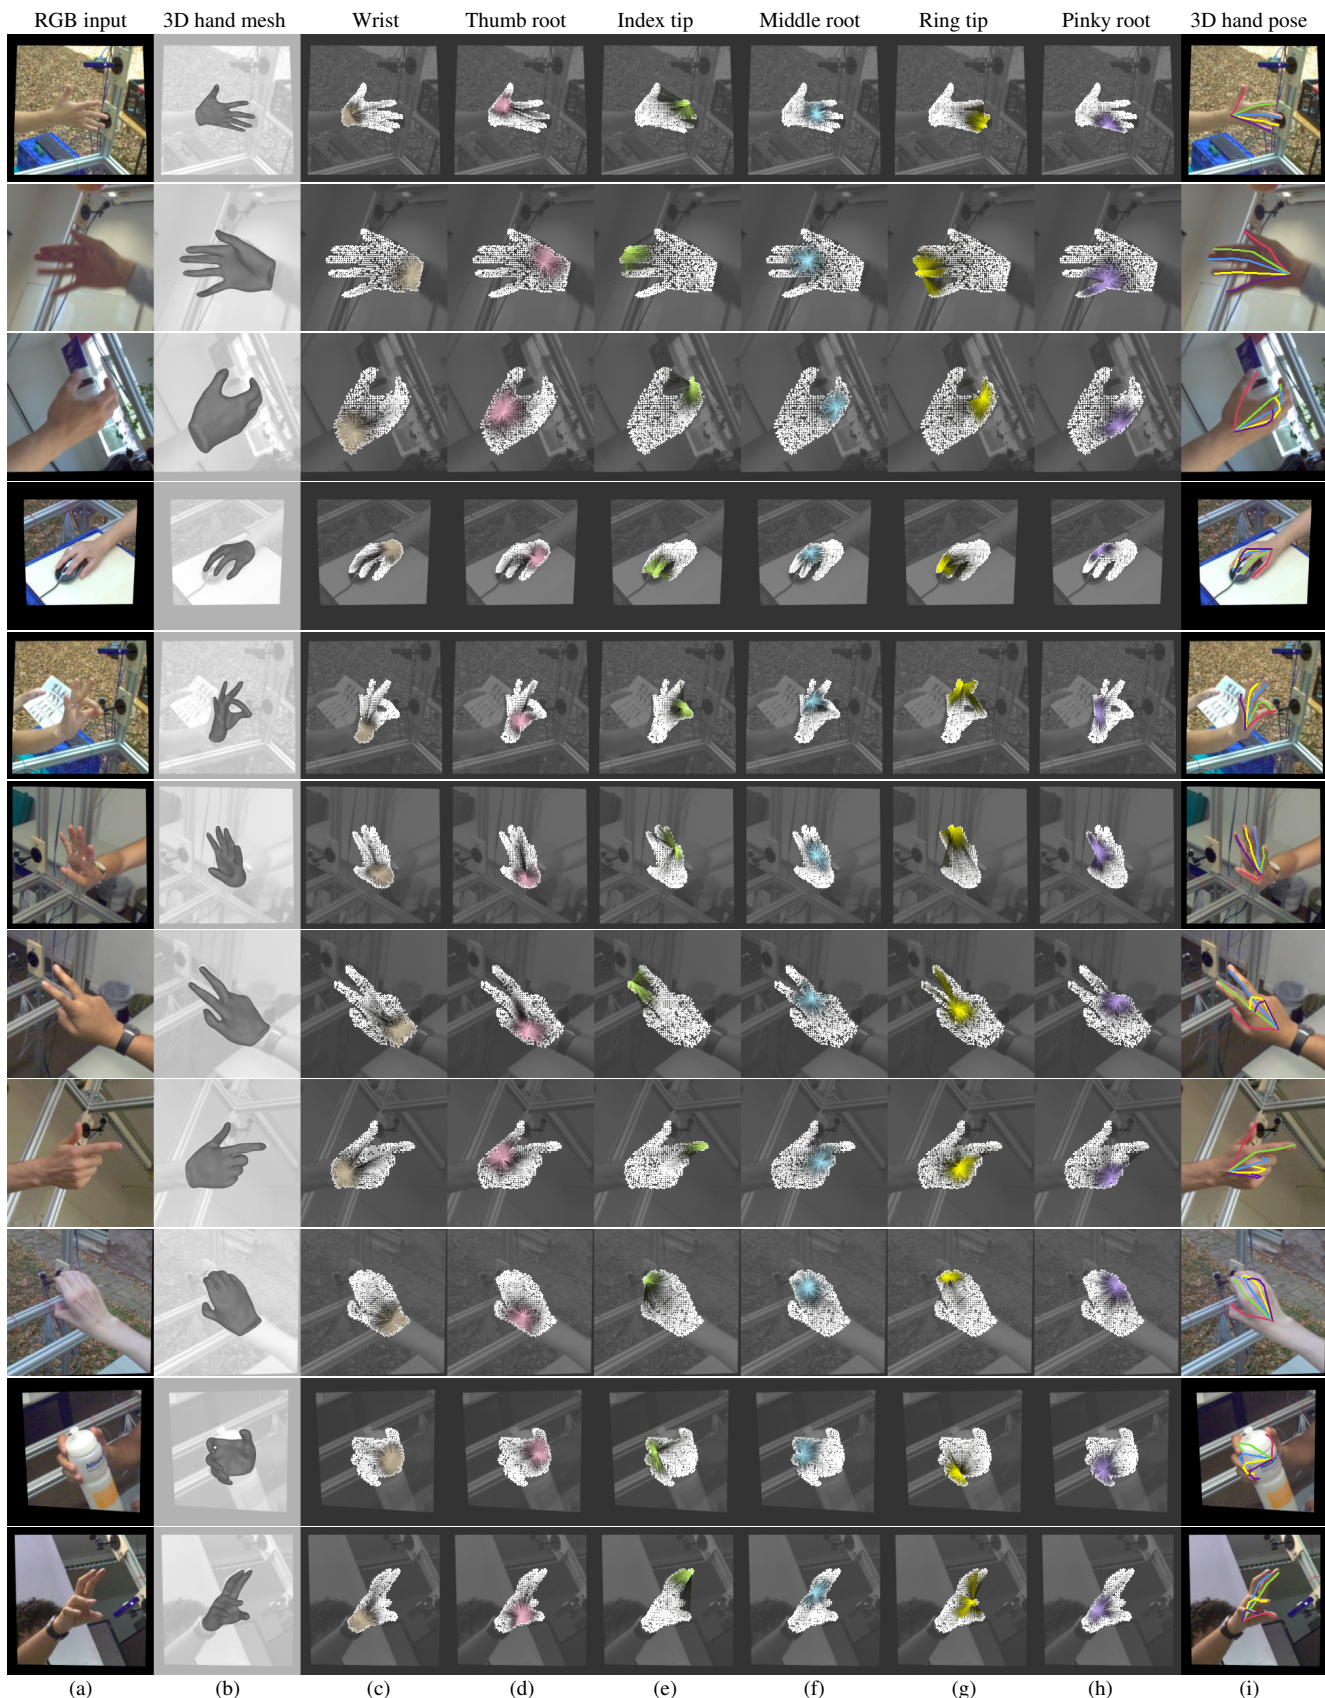 RGB input 3D hand mesh Wrist Thumb root Index tip Middle root Ring tip Pinky root 3D hand pose
(a) (b) (c) (d) (e) (f) (g) (h) (i)